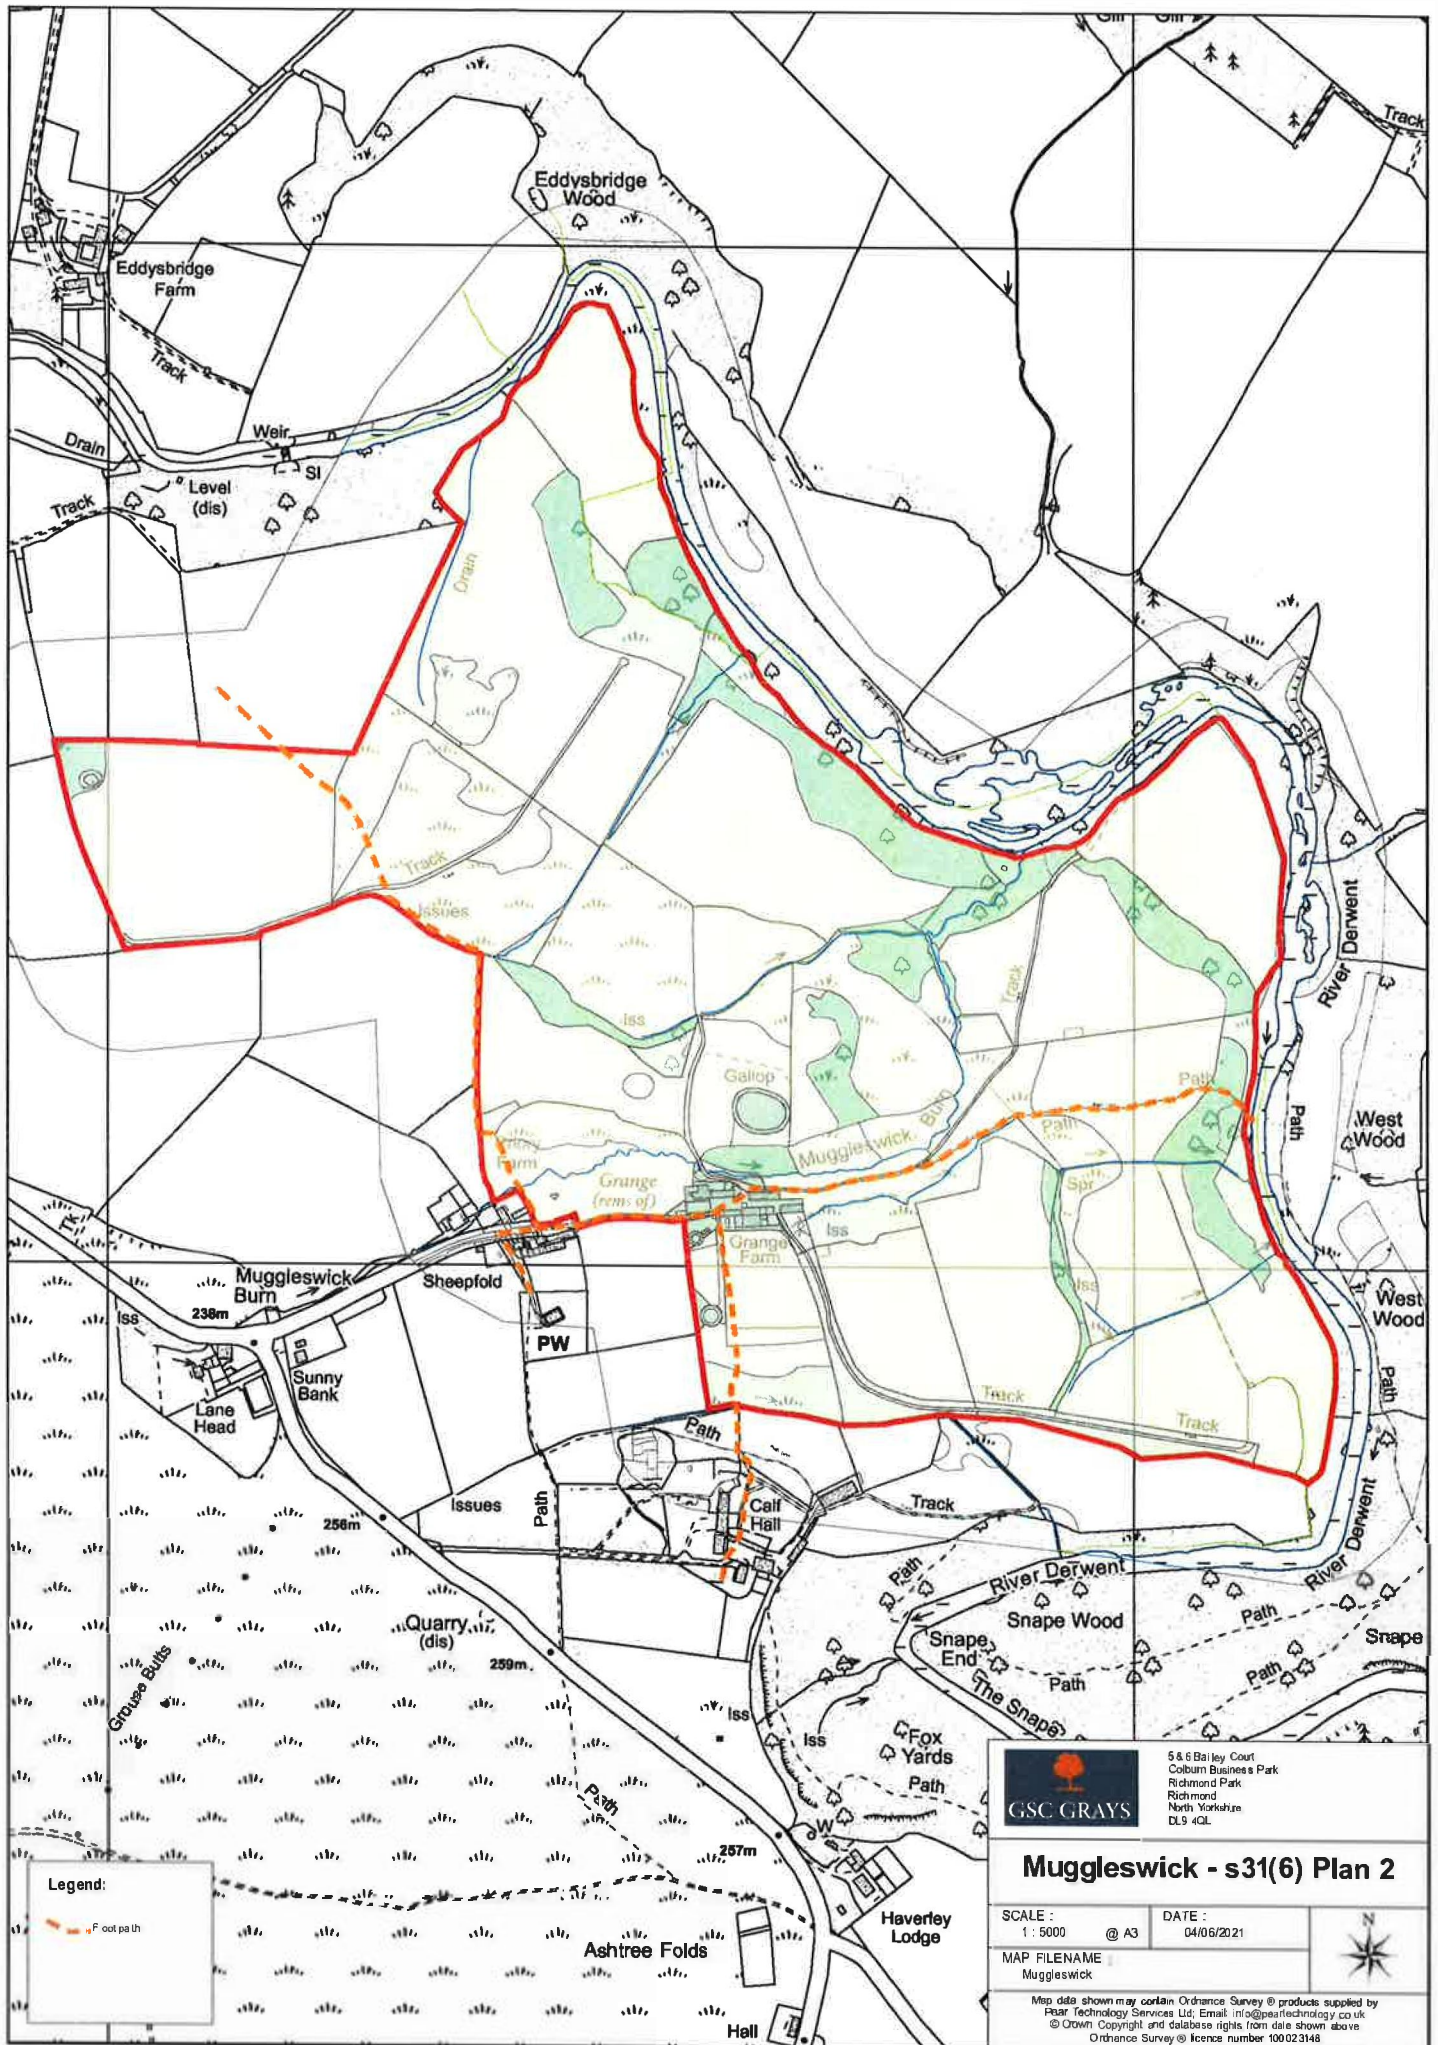 Gill
Gill
Track
Eddysbridge
Wood
Eddysbridge
Farm
Track
Weir
SI
Drain
Level
(dis)
Track
Drain
Track
Issues
Iss
Track
River Derwent
Gallop
Path
Path
Path
West
Wood
Burn
Muggleswick
Farm
Grange
(rems of)
Spr
Iss
Grange
Farm
Tk
Muggleswick
Burn
Sheepfold
238m
Iss
PW
Iss
West
Wood
Sunny
Bank
Lane
Head
Track
Track
Path
Path
Issues
Path
Calf
Hall
Track
256m
River Derwent
River Derwent
Path
Snape Wood
Path
Snape
Quarry
(dis)
259m
Snape
End
Path
Path
The Snape
Grouse Butts
Iss
Iss
Fox
Yards
Path
Path
W
257m
Haverley
Lodge
Ashtree Folds
Hall
Legend:
Footpath
GSC GRAYS
5 & 6 Bailey Court
Colburn Business Park
Richmond Park
Richmond
North Yorkshire
DL9 4QL
Muggleswick - s31(6) Plan 2
SCALE :
1 : 5000 @ A3
DATE :
04/06/2021
N
MAP FILENAME :
Muggleswick
Map data shown may contain Ordnance Survey ® products supplied by
Pear Technology Services Ltd; Email: info@peartechnology.co.uk
© Crown Copyright and database rights from date shown above
Ordnance Survey ® licence number 100023148